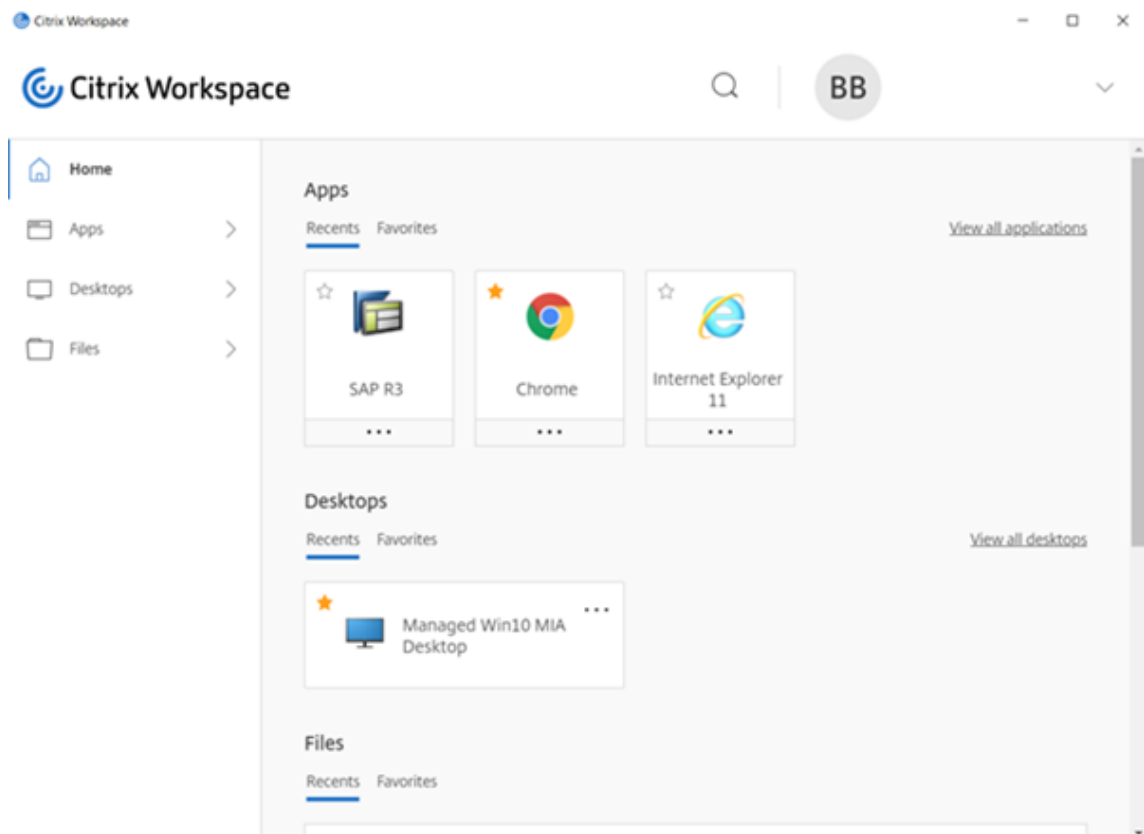 Citrix Workspace
Citrix Workspace
BB
Home
Apps
Desktops
Files
Apps
Recents Favorites View all applications
SAP R3
Chrome
Internet Explorer
11
Desktops
Recents Favorites View all desktops
Managed Win10 MIA
Desktop
Files
Recents Favorites